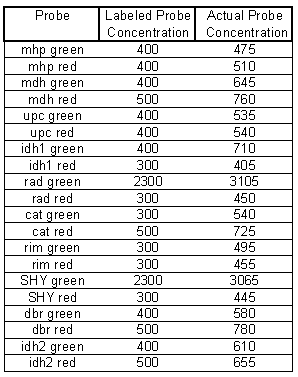 Probe Labeled Probe Concentration Actual Probe Concentration
mhp green 400 475
mhp red 400 510
mdh green 400 645
mdh red 500 760
upc green 400 535
upc red 400 540
idh1 green 400 710
idh1 red 300 405
rad green 2300 3105
rad red 300 450
cat green 300 540
cat red 500 725
rim green 300 495
rim red 300 455
SHY green 2300 3065
SHY red 300 445
dbr green 400 580
dbr red 500 780
idh2 green 400 610
idh2 red 500 655